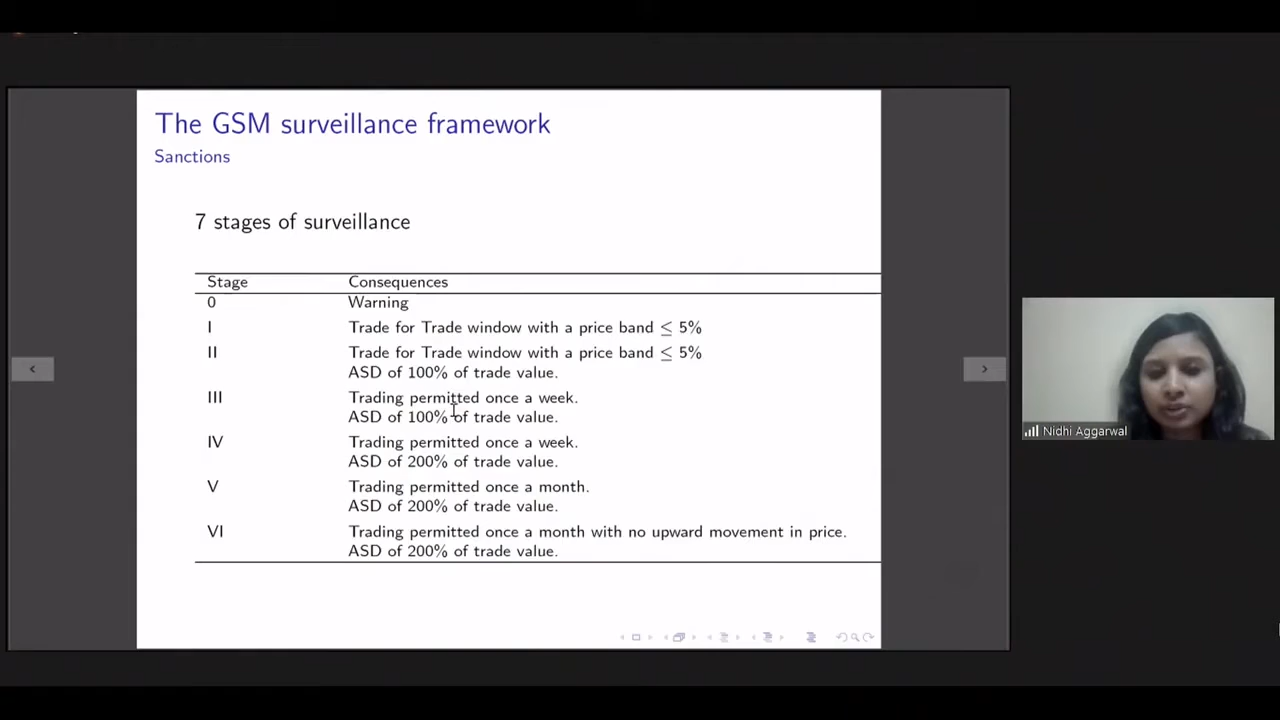 The GSM surveillance framework
Sanctions
7 stages of surveillance
Stage Consequences
0 Warning
I Trade for Trade window with a price band ≤ 5%
II Trade for Trade window with a price band ≤ 5%
ASD of 100% of trade value.
III Trading permitted once a week.
ASD of 100% of trade value.
IV Trading permitted once a week.
ASD of 200% of trade value.
V Trading permitted once a month.
ASD of 200% of trade value.
VI Trading permitted once a month with no upward movement in price.
ASD of 200% of trade value.
Nidhi Aggarwal